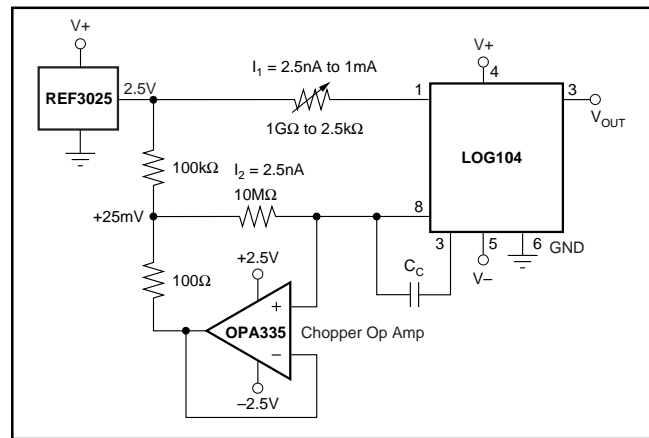 V+
REF3025
2.5V
I1 = 2.5nA to 1mA
1GΩ to 2.5kΩ
V+
4
1
3
VOUT
LOG104
100kΩ
I2 = 2.5nA
10MΩ
+25mV
8
3
5
6
GND
V–
CC
100Ω
+2.5V
+
OPA335
Chopper Op Amp
–
–2.5V